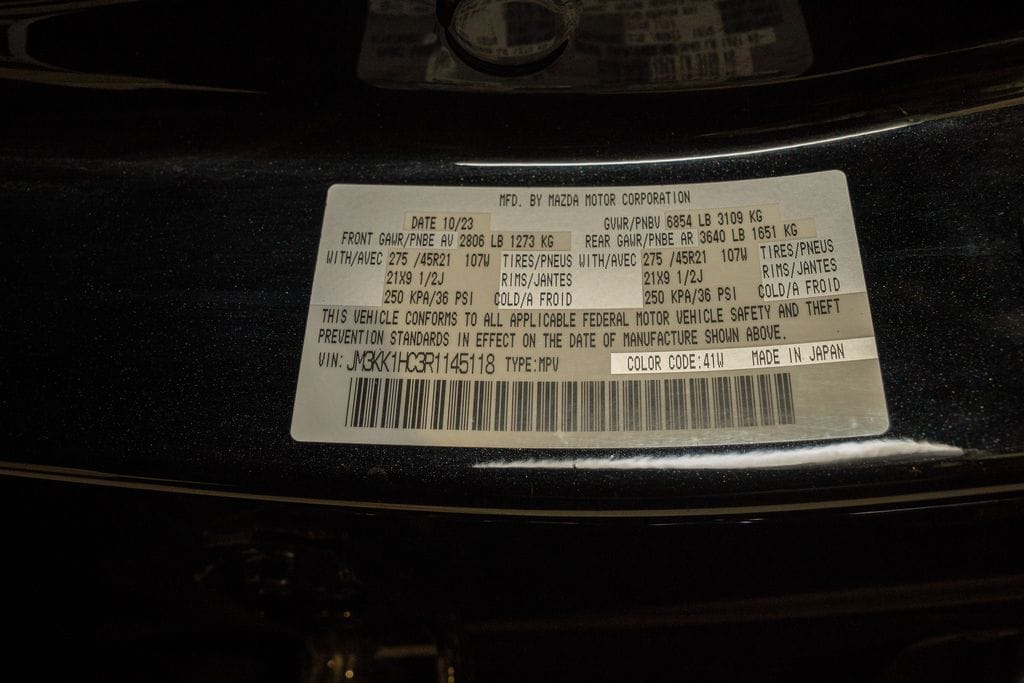 MFD. BY MAZDA MOTOR CORPORATION
DATE 10/23 GVWR/PNBV 6854 LB 3109 KG
FRONT GAWR/PNBE AV 2806 LB 1273 KG REAR GAWR/PNBE AR 3640 LB 1651 KG
WITH/AVEC 275 /45R21 107W TIRES/PNEUS WITH/AVEC 275 /45R21 107W TIRES/PNEUS
21X9 1/2J RIMS/JANTES 21X9 1/2J RIMS/JANTES
250 KPA/36 PSI COLD/A FROID 250 KPA/36 PSI COLD/A FROID
THIS VEHICLE CONFORMS TO ALL APPLICABLE FEDERAL MOTOR VEHICLE SAFETY AND THEFT
PREVENTION STANDARDS IN EFFECT ON THE DATE OF MANUFACTURE SHOWN ABOVE.
VIN: JM3KK1HC3R1145118 TYPE:MPV COLOR CODE:41W MADE IN JAPAN